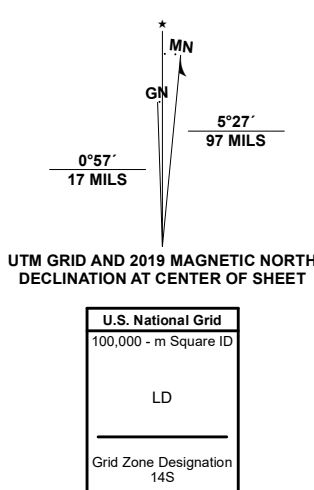 ★
MN
GN
5°27´
97 MILS
0°57´
17 MILS
UTM GRID AND 2019 MAGNETIC NORTH
DECLINATION AT CENTER OF SHEET
U.S. National Grid
100,000 - m Square ID
LD
Grid Zone Designation
14S